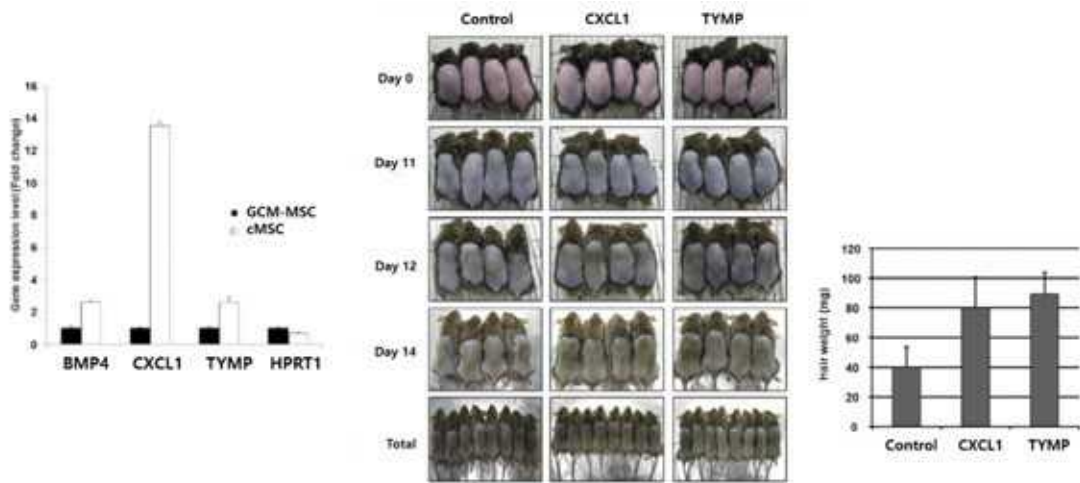 Gene expression level (Fold change)
16
14
12
10
8
6
4
2
0
■ GCM-MSC
cMSC
BMP4 CXCL1 TYMP HPRT1
Control CXCL1 TYMP
Day 0
Day 11
Day 12
Day 14
Total
Hair weight (mg)
120
100
80
60
40
20
0
Control CXCL1 TYMP